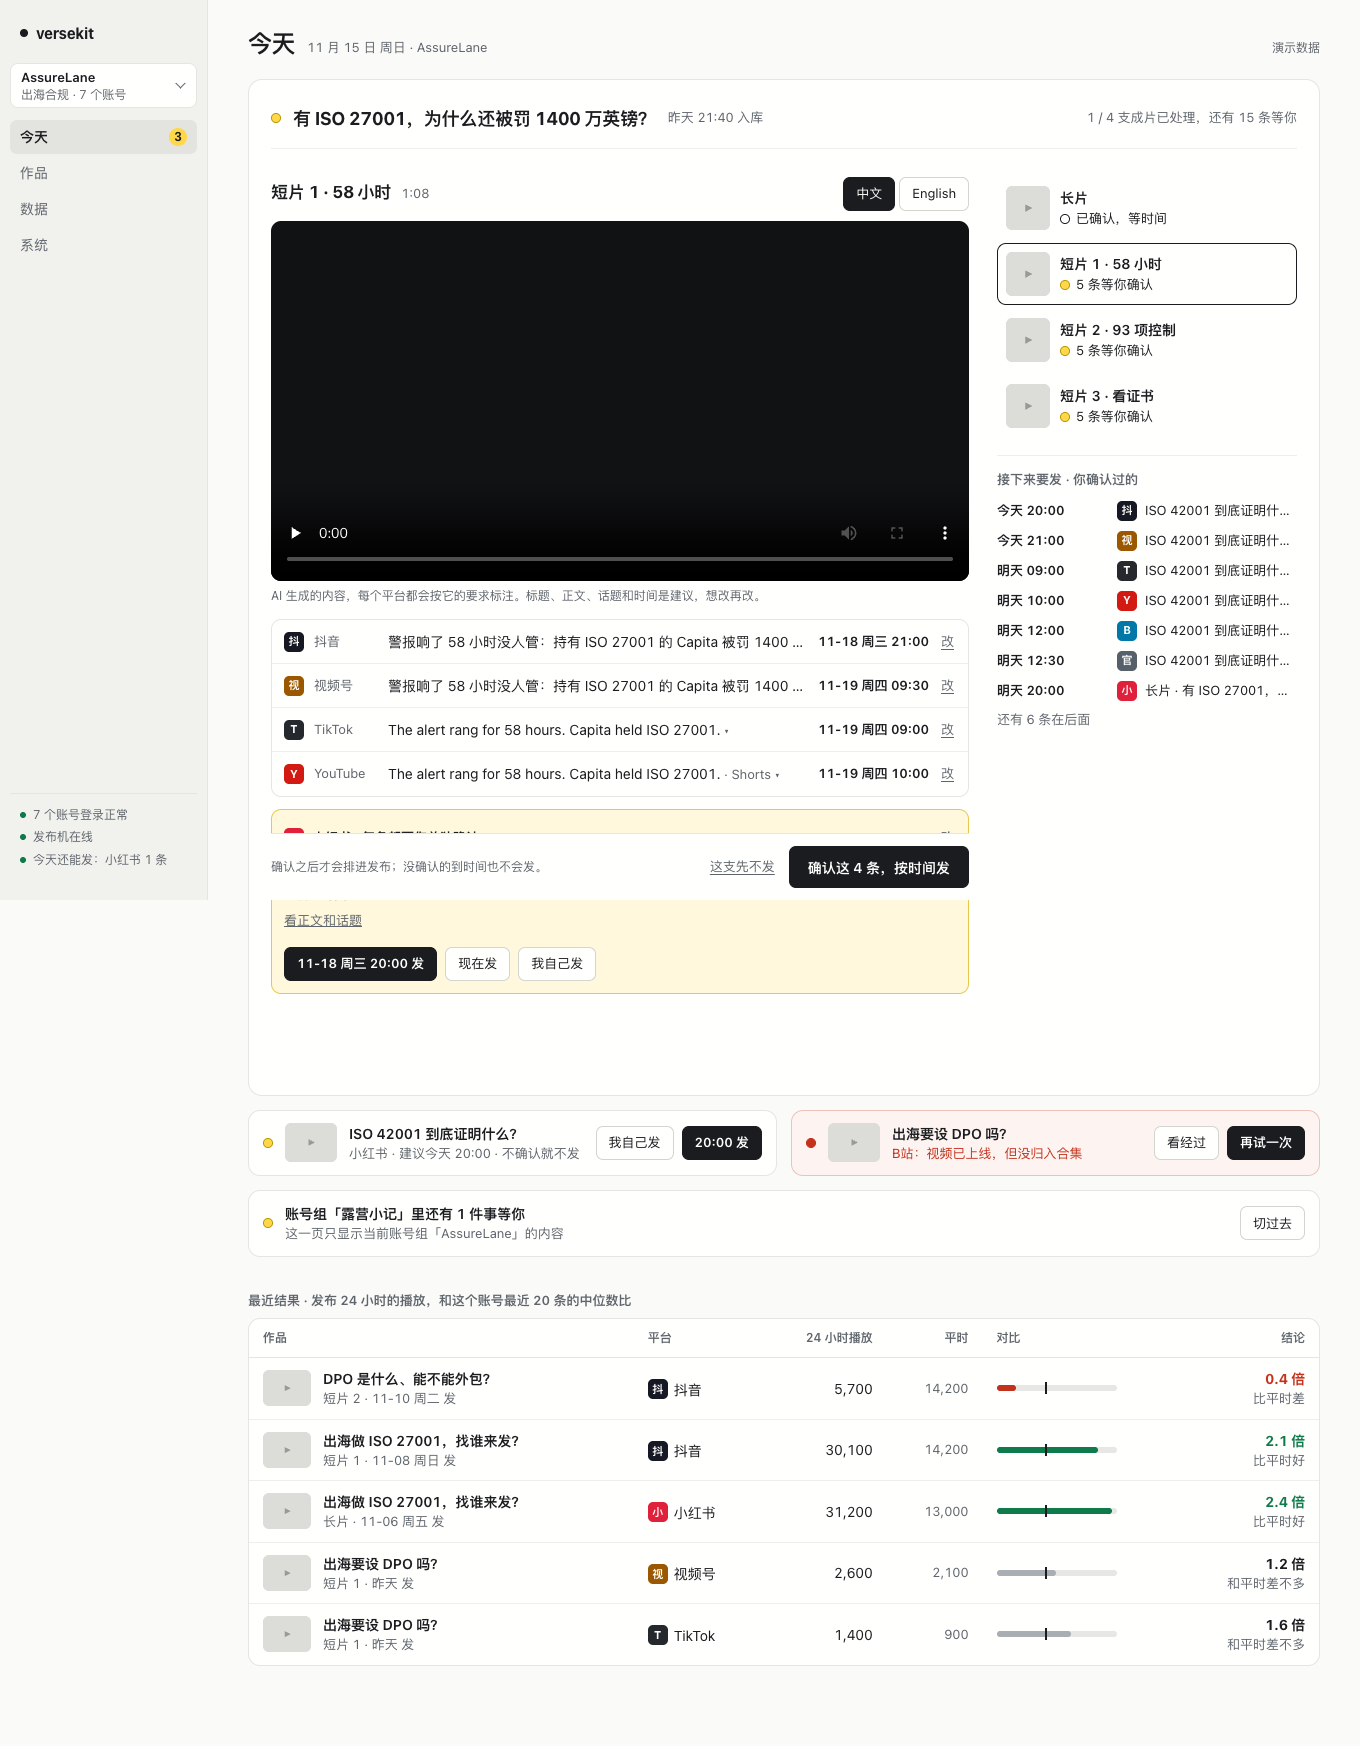 versekit
AssureLane
出海合规 · 7 个账号
今天
3
作品
数据
系统
7 个账号登录正常
发布机在线
今天还能发：小红书 1 条
今天
11 月 15 日 周日 · AssureLane
演示数据
有 ISO 27001，为什么还被罚 1400 万英镑？
昨天 21:40 入库
1 / 4 支成片已处理，还有 15 条等你
短片 1 · 58 小时
1:08
中文
English
0:00
AI 生成的内容，每个平台都会按它的要求标注。标题、正文、话题和时间是建议，想改再改。
抖 抖音 警报响了 58 小时没人管：持有 ISO 27001 的 Capita 被罚 1400 … 11-18 周三 21:00 改
视 视频号 警报响了 58 小时没人管：持有 ISO 27001 的 Capita 被罚 1400 … 11-19 周四 09:30 改
T TikTok The alert rang for 58 hours. Capita held ISO 27001. 11-19 周四 09:00 改
Y YouTube The alert rang for 58 hours. Capita held ISO 27001. · Shorts 11-19 周四 10:00 改
确认之后才会排进发布；没确认的到时间也不会发。
这支先不发
确认这 4 条，按时间发
看正文和话题
11-18 周三 20:00 发
现在发
我自己发
长片
已确认，等时间
短片 1 · 58 小时
5 条等你确认
短片 2 · 93 项控制
5 条等你确认
短片 3 · 看证书
5 条等你确认
接下来要发 · 你确认过的
今天 20:00 抖 ISO 42001 到底证明什…
今天 21:00 视 ISO 42001 到底证明什…
明天 09:00 T ISO 42001 到底证明什…
明天 10:00 Y ISO 42001 到底证明什…
明天 12:00 B ISO 42001 到底证明什…
明天 12:30 官 ISO 42001 到底证明什…
明天 20:00 小 长片 · 有 ISO 27001，…
还有 6 条在后面
ISO 42001 到底证明什么？
小红书 · 建议今天 20:00 · 不确认就不发
我自己发
20:00 发
出海要设 DPO 吗？
B站：视频已上线，但没归入合集
看经过
再试一次
账号组「露营小记」里还有 1 件事等你
这一页只显示当前账号组「AssureLane」的内容
切过去
最近结果 · 发布 24 小时的播放，和这个账号最近 20 条的中位数比
作品 平台 24 小时播放 平时 对比 结论
DPO 是什么、能不能外包？
短片 2 · 11-10 周二 发
抖 抖音 5,700 14,200
0.4 倍
比平时差
出海做 ISO 27001，找谁来发？
短片 1 · 11-08 周日 发
抖 抖音 30,100 14,200
2.1 倍
比平时好
出海做 ISO 27001，找谁来发？
长片 · 11-06 周五 发
小 小红书 31,200 13,000
2.4 倍
比平时好
出海要设 DPO 吗？
短片 1 · 昨天 发
视 视频号 2,600 2,100
1.2 倍
和平时差不多
出海要设 DPO 吗？
短片 1 · 昨天 发
T TikTok 1,400 900
1.6 倍
和平时差不多